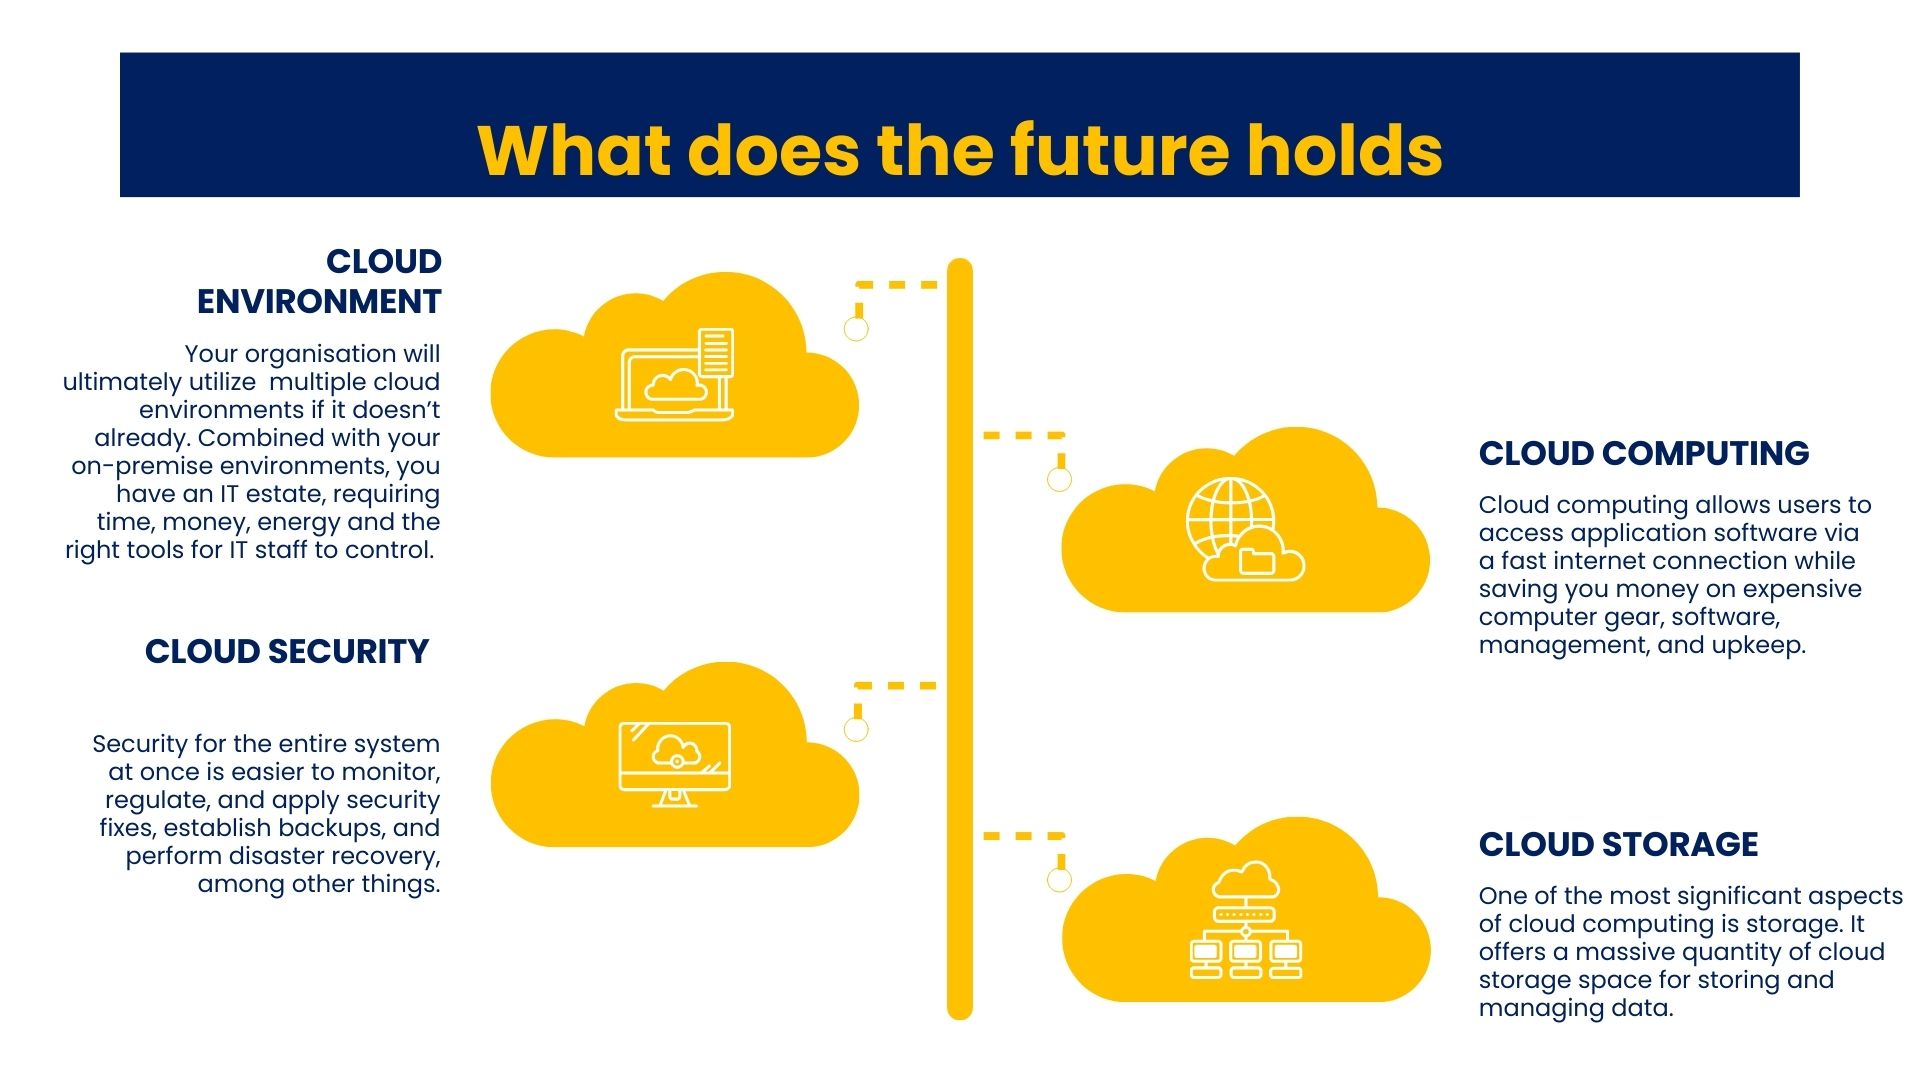 What does the future holds
CLOUD
ENVIRONMENT
Your organisation will
ultimately utilize  multiple cloud
environments if it doesn’t
already. Combined with your
on-premise environments, you
have an IT estate, requiring
time, money, energy and the
right tools for IT staff to control.
CLOUD COMPUTING
Cloud computing allows users to
access application software via
a fast internet connection while
saving you money on expensive
computer gear, software,
management, and upkeep.
CLOUD SECURITY
Security for the entire system
at once is easier to monitor,
regulate, and apply security
fixes, establish backups, and
perform disaster recovery,
among other things.
CLOUD STORAGE
One of the most significant aspects
of cloud computing is storage. It
offers a massive quantity of cloud
storage space for storing and
managing data.